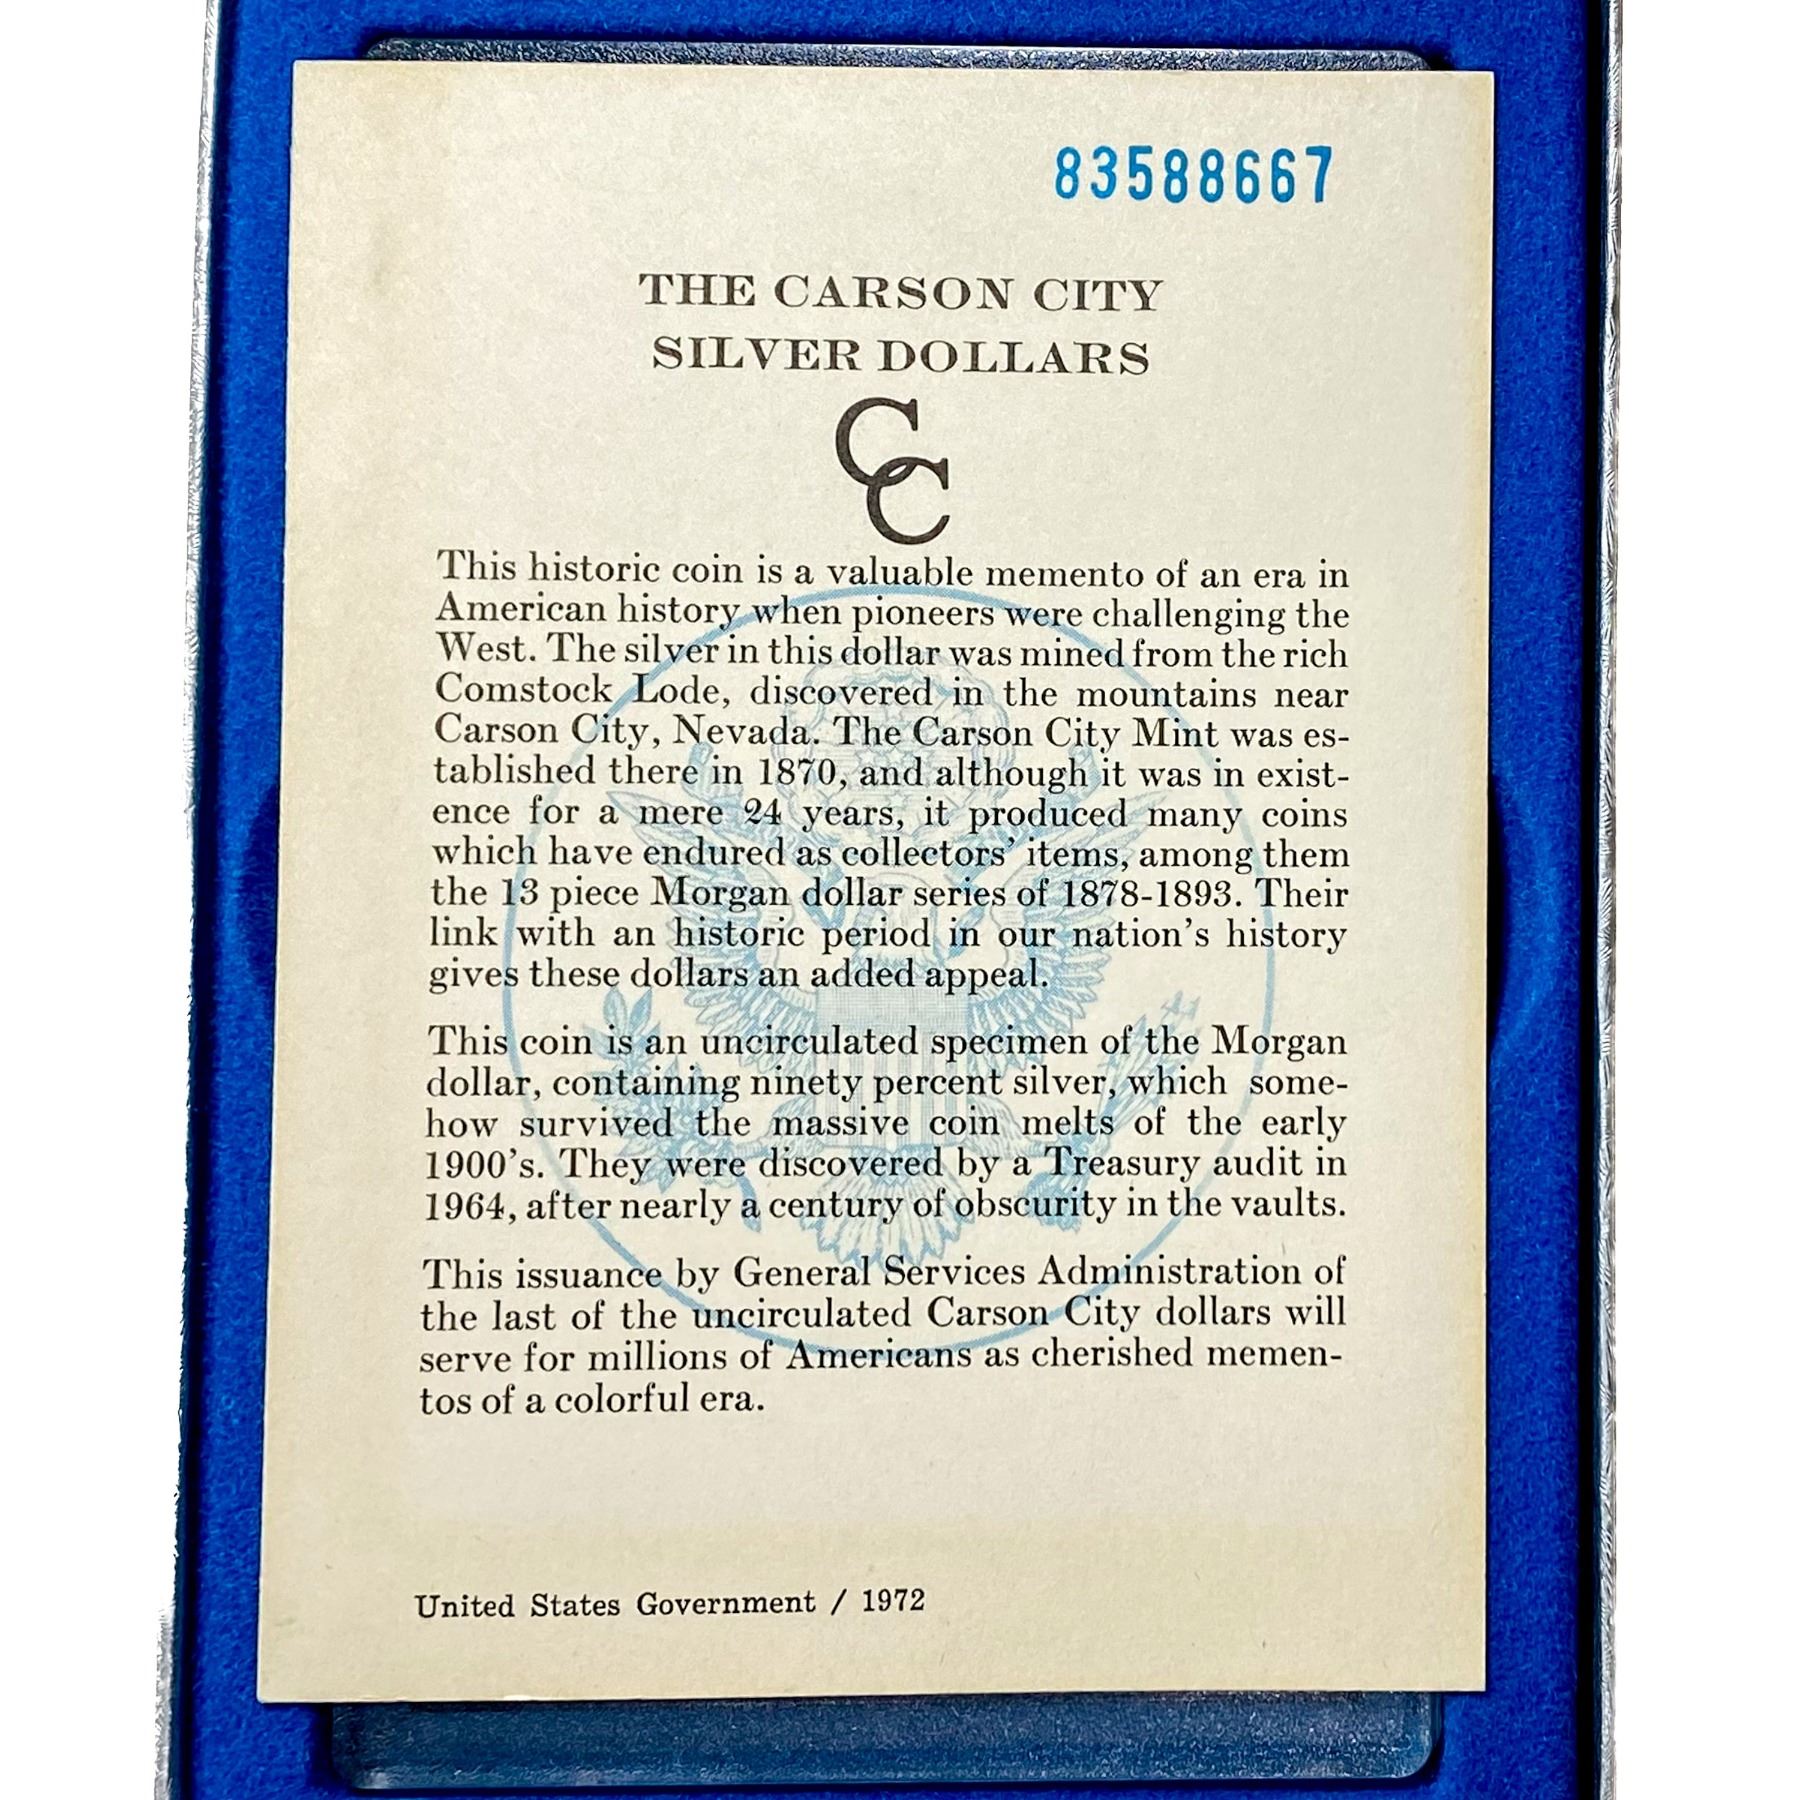 83588667
THE CARSON CITY
SILVER DOLLARS
CC
This historic coin is a valuable memento of an era in
American history when pioneers were challenging the
West. The silver in this dollar was mined from the rich
Comstock Lode, discovered in the mountains near
Carson City, Nevada. The Carson City Mint was es-
tablished there in 1870, and although it was in exist-
ence for a mere 24 years, it produced many coins
which have endured as collectors' items, among them
the 13 piece Morgan dollar series of 1878-1893. Their
link with an historic period in our nation's history
gives these dollars an added appeal.
This coin is an uncirculated specimen of the Morgan
dollar, containing ninety percent silver, which some-
how survived the massive coin melts of the early
1900's. They were discovered by a Treasury audit in
1964, after nearly a century of obscurity in the vaults.
This issuance by General Services Administration of
the last of the uncirculated Carson City dollars will
serve for millions of Americans as cherished memen-
tos of a colorful era.
United States Government / 1972